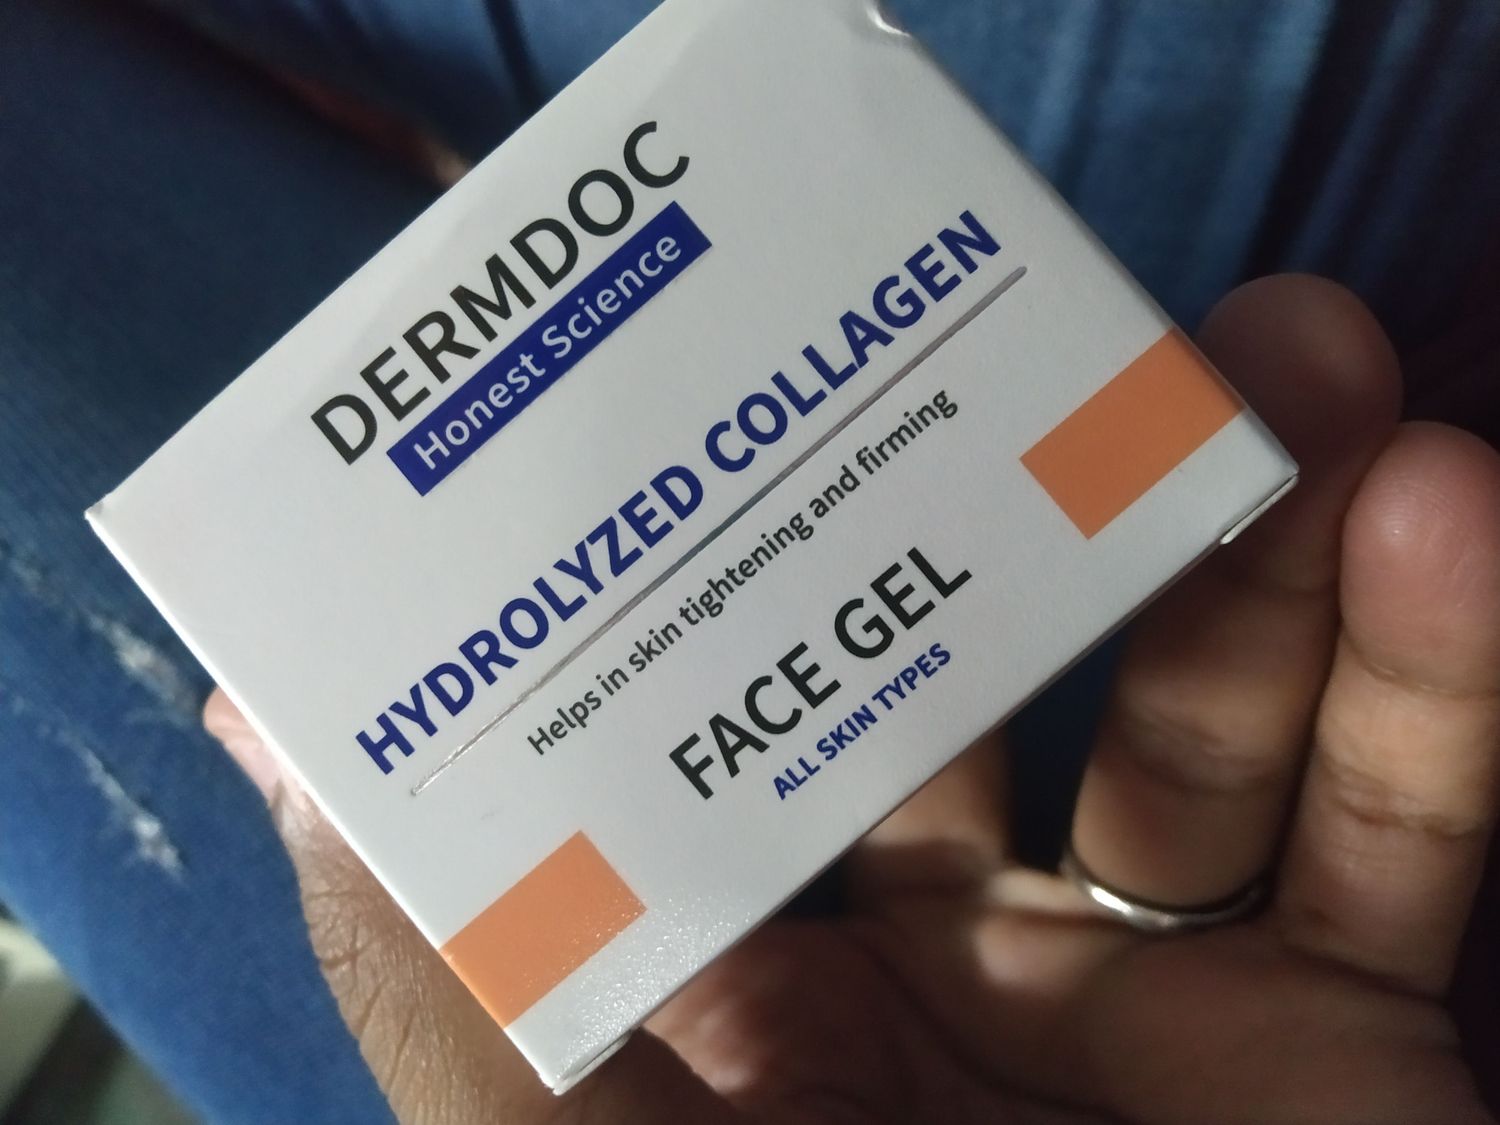 DERMDOC
Honest Science
HYDROLYZED COLLAGEN
Helps in skin tightening and firming
FACE GEL
ALL SKIN TYPES